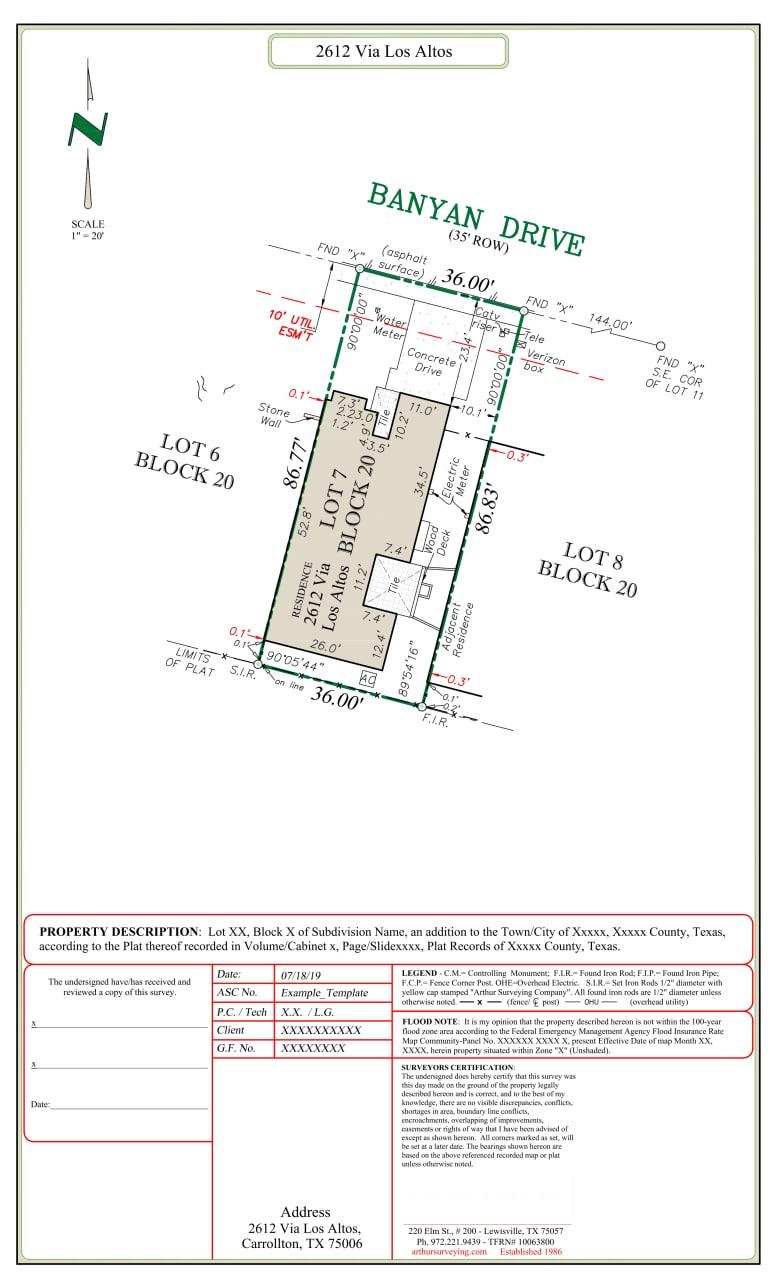 2612 Via Los Altos
SCALE
1" = 20'
BANYAN DRIVE
(35' ROW)
FND "X"
(asphalt
surface)
36.00'
FND "X"
144.00'
FND "X"
S.E. COR
OF LOT 11
10' UTIL.
ESM'T
90°00'00"
Water
Meter
Catv
riser
Tele
Verizon
box
23.4'
90°00'00"
Concrete
Drive
0.1'
7.3'
2.2
3.0'
1.2'
4.9'
3.5'
Tile
10.2'
11.0'
10.1'
Stone
Wall
x
0.3'
LOT 6
BLOCK 20
86.77'
LOT 7
BLOCK 20
34.5'
Electric
Meter
86.83'
52.8'
RESIDENCE
2612 Via
Los Altos
7.4'
11.2'
Tile
7.4'
Wood
Deck
LOT 8
BLOCK 20
Adjacent
Residence
0.1'
0.1'
26.0'
12.4'
LIMITS
OF PLAT
x
S.I.R.
90°05'44"
on line
AC
89°54'16"
36.00'
0.3'
0.1'
0.2'
F.I.R.
PROPERTY DESCRIPTION: Lot XX, Block X of Subdivision Name, an addition to the Town/City of Xxxxx, Xxxxx County, Texas,
according to the Plat thereof recorded in Volume/Cabinet x, Page/Slidexxxx, Plat Records of Xxxxx County, Texas.
The undersigned have/has received and
reviewed a copy of this survey.
x
x
Date:
Date: 07/18/19
ASC No. Example_Template
P.C. / Tech X.X. / L.G.
Client XXXXXXXXXX
G.F. No. XXXXXXXX
LEGEND - C.M.= Controlling Monument; F.I.R.= Found Iron Rod; F.I.P.= Found Iron Pipe;
F.C.P.= Fence Corner Post. OHE=Overhead Electric. S.I.R.= Set Iron Rods 1/2" diameter with
yellow cap stamped "Arthur Surveying Company". All found iron rods are 1/2" diameter unless
otherwise noted. — x — (fence/ ℄ post) — OHU — (overhead utility)
FLOOD NOTE: It is my opinion that the property described hereon is not within the 100-year
flood zone area according to the Federal Emergency Management Agency Flood Insurance Rate
Map Community-Panel No. XXXXXX XXXX X, present Effective Date of map Month XX,
XXXX, herein property situated within Zone "X" (Unshaded).
SURVEYORS CERTIFICATION:
The undersigned does hereby certify that this survey was
this day made on the ground of the property legally
described hereon and is correct, and to the best of my
knowledge, there are no visible discrepancies, conflicts,
shortages in area, boundary line conflicts,
encroachments, overlapping of improvements,
easements or rights of way that I have been advised of
except as shown hereon. All corners marked as set, will
be set at a later date. The bearings shown hereon are
based on the above referenced recorded map or plat
unless otherwise noted.
Address
2612 Via Los Altos,
Carrollton, TX 75006
220 Elm St., # 200 - Lewisville, TX 75057
Ph. 972.221.9439 - TFRN# 10063800
arthursurveying.com Established 1986